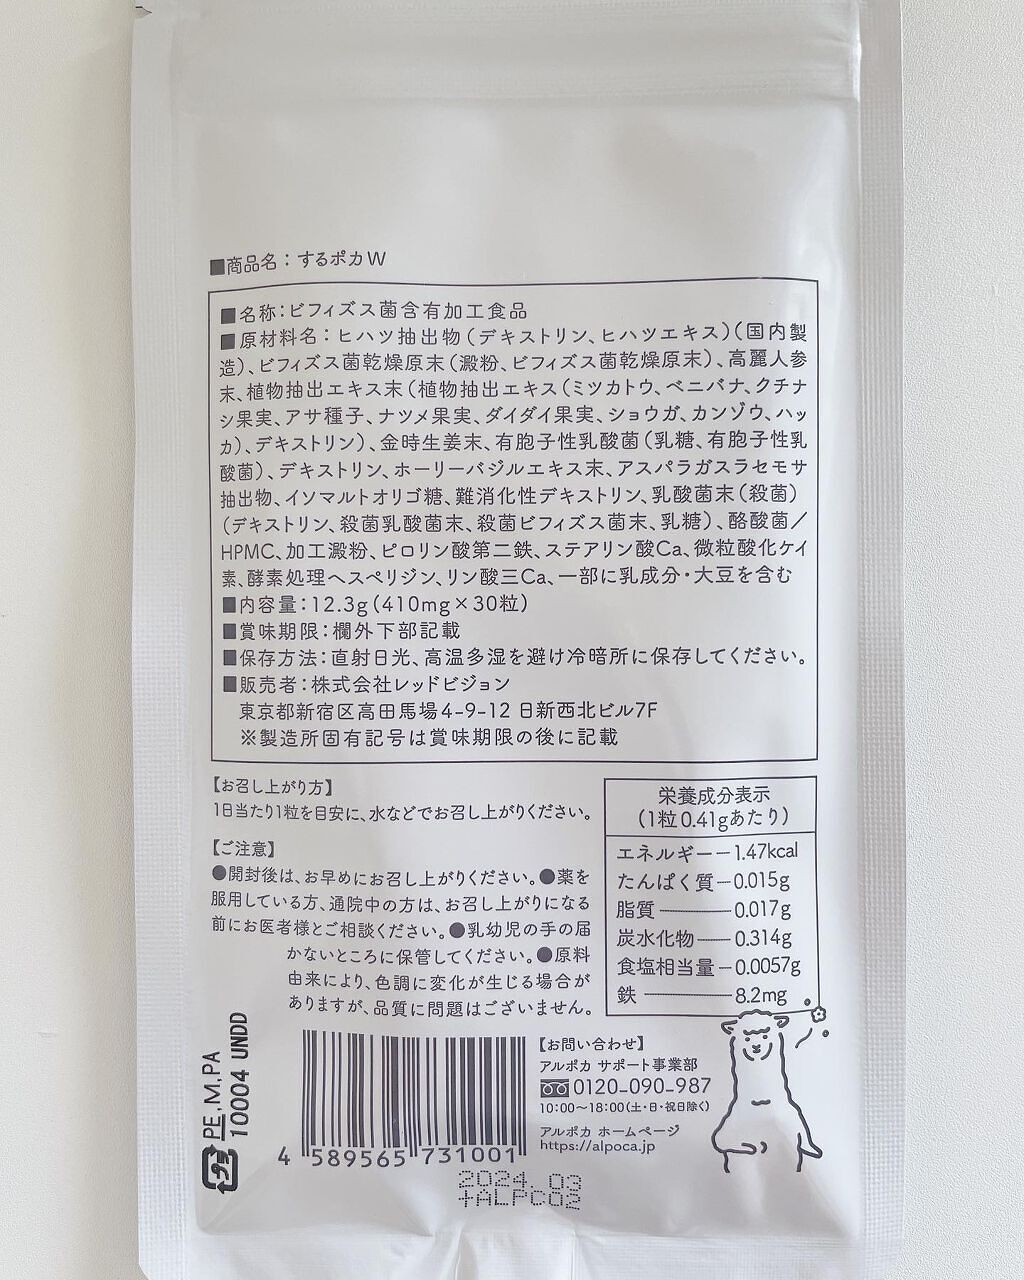 ■商品名：するポカW
■名称：ビフィズス菌含有加工食品
■原材料名：ヒハツ抽出物（デキストリン、ヒハツエキス）（国内製
造）、ビフィズス菌乾燥原末（澱粉、ビフィズス菌乾燥原末）、高麗人参
末、植物抽出エキス末（植物抽出エキス（ミツカトウ、ベニバナ、クチナ
シ果実、アサ種子、ナツメ果実、ダイダイ果実、ショウガ、カンゾウ、ハッ
カ）、デキストリン）、金時生姜末、有胞子性乳酸菌（乳糖、有胞子性乳
酸菌）、デキストリン、ホーリーバジルエキス末、アスパラガスラセモサ
抽出物、イソマルトオリゴ糖、難消化性デキストリン、乳酸菌末（殺菌）
（デキストリン、殺菌乳酸菌末、殺菌ビフィズス菌末、乳糖）、酪酸菌／
HPMC、加工澱粉、ピロリン酸第二鉄、ステアリン酸Ca、微粒酸化ケイ
素、酵素処理ヘスペリジン、リン酸三Ca、一部に乳成分・大豆を含む
■内容量：12.3g（410mg×30粒）
■賞味期限：欄外下部記載
■保存方法：直射日光、高温多湿を避け冷暗所に保存してください。
■販売者：株式会社レッドビジョン
東京都新宿区高田馬場4-9-12 日新西北ビル7F
※製造所固有記号は賞味期限の後に記載
【お召し上がり方】
1日当たり1粒を目安に、水などでお召し上がりください。
【ご注意】
●開封後は、お早めにお召し上がりください。●薬を
服用している方、通院中の方は、お召し上がりになる
前にお医者様とご相談ください。●乳幼児の手の届
かないところに保管してください。●原料
由来により、色調に変化が生じる場合が
ありますが、品質に問題はございません。
栄養成分表示
（1粒0.41gあたり）
エネルギー―1.47kcal
たんぱく質―0.015g
脂質―0.017g
炭水化物―0.314g
食塩相当量―0.0057g
鉄―8.2mg
プラ PE,M,PA
10004 UNDD
4 589565 731001
【お問い合わせ】
アルポカ サポート事業部
0120-090-987
10:00～18:00（土・日・祝日除く）
アルポカ ホームページ
https://alpoca.jp
2024.03
+ALPC02